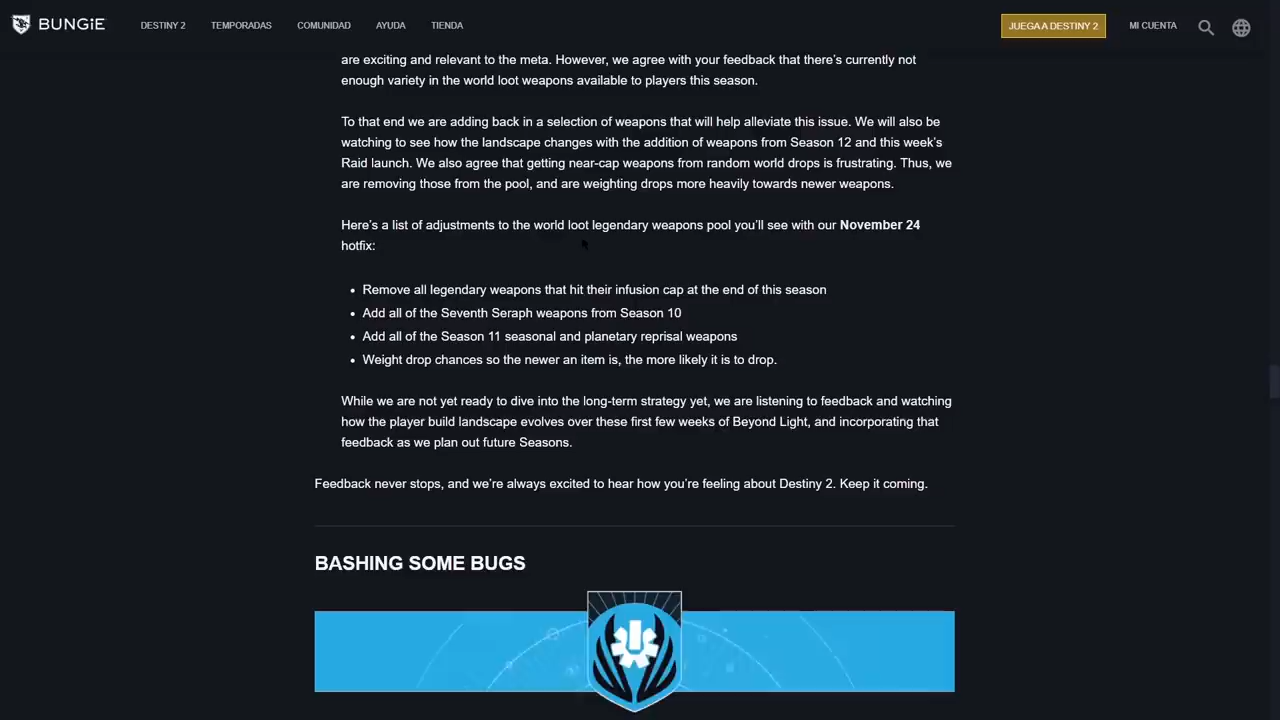 BUNGIE DESTINY 2 TEMPORADAS COMUNIDAD AYUDA TIENDA JUEGA A DESTINY 2 MI CUENTA
are exciting and relevant to the meta. However, we agree with your feedback that there's currently not
enough variety in the world loot weapons available to players this season.
To that end we are adding back in a selection of weapons that will help alleviate this issue. We will also be
watching to see how the landscape changes with the addition of weapons from Season 12 and this week's
Raid launch. We also agree that getting near-cap weapons from random world drops is frustrating. Thus, we
are removing those from the pool, and are weighting drops more heavily towards newer weapons.
Here's a list of adjustments to the world loot legendary weapons pool you'll see with our November 24
hotfix:
• Remove all legendary weapons that hit their infusion cap at the end of this season
• Add all of the Seventh Seraph weapons from Season 10
• Add all of the Season 11 seasonal and planetary reprisal weapons
• Weight drop chances so the newer an item is, the more likely it is to drop.
While we are not yet ready to dive into the long-term strategy yet, we are listening to feedback and watching
how the player build landscape evolves over these first few weeks of Beyond Light, and incorporating that
feedback as we plan out future Seasons.
Feedback never stops, and we're always excited to hear how you're feeling about Destiny 2. Keep it coming.
BASHING SOME BUGS